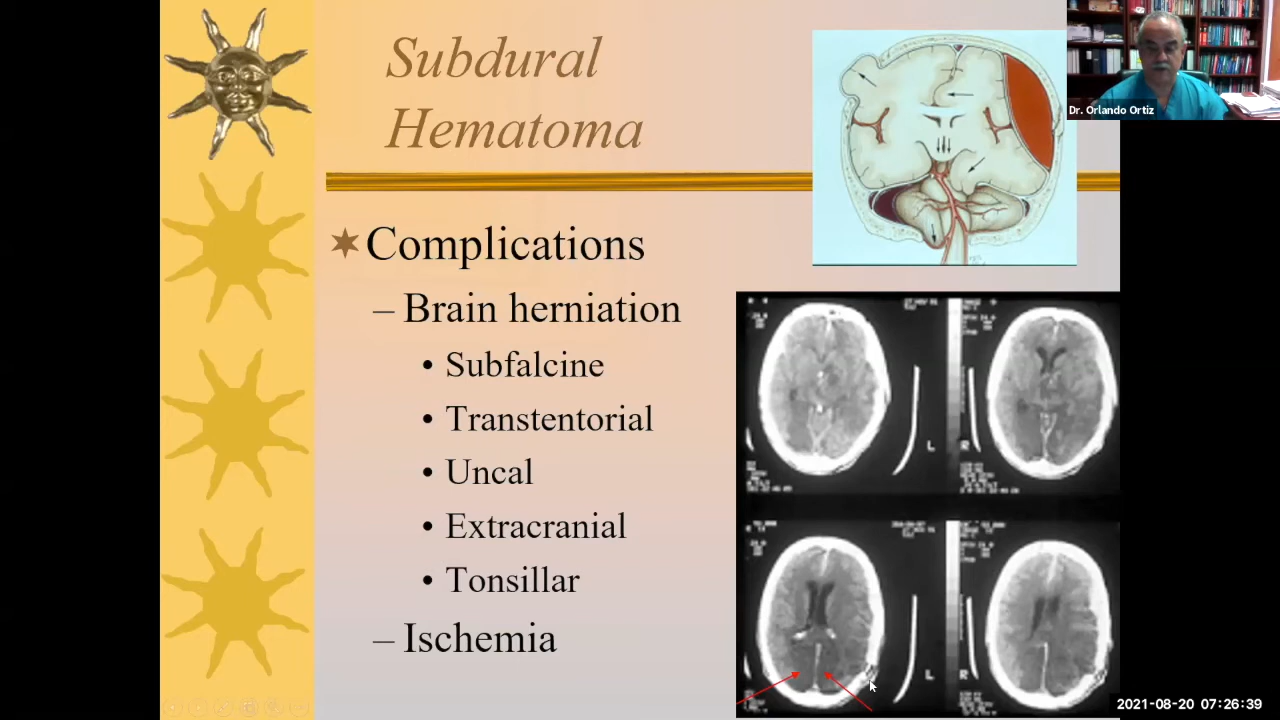 Subdural
Hematoma
Dr. Orlando Ortiz
Complications
– Brain herniation
• Subfalcine
• Transtentorial
• Uncal
• Extracranial
• Tonsillar
– Ischemia
L
R
L
R
2021-08-20 07:26:39